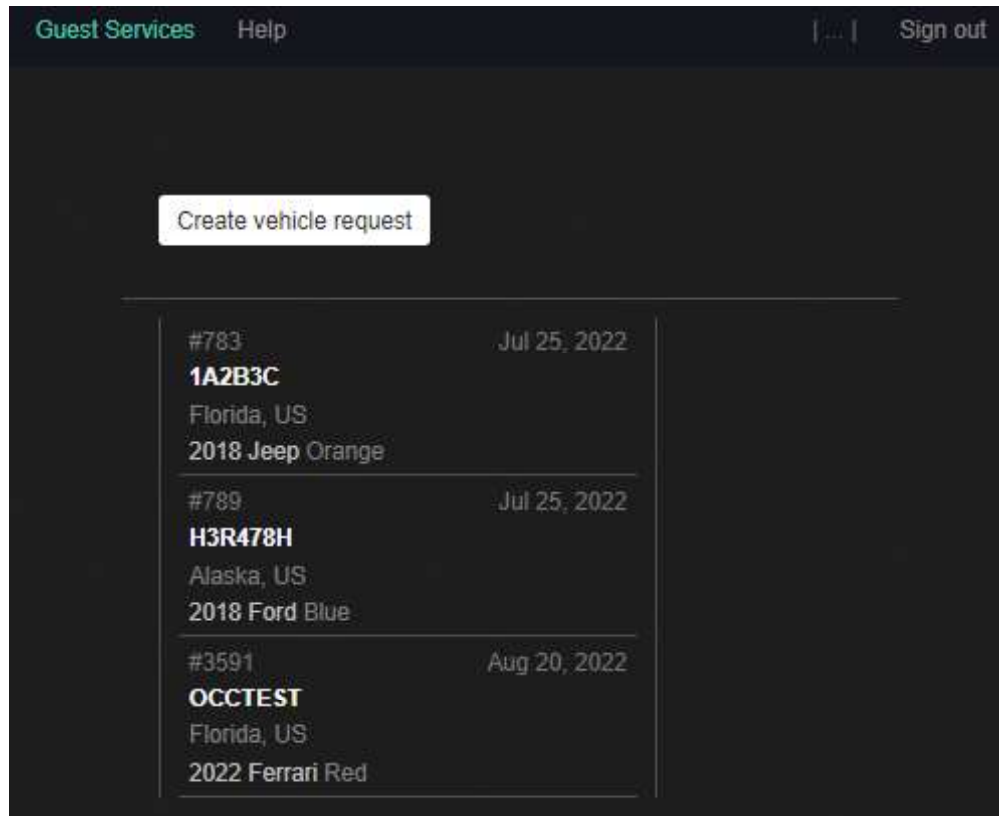 Guest Services Help | ... | Sign out
Create vehicle request
#783 Jul 25, 2022
1A2B3C
Florida, US
2018 Jeep Orange
#789 Jul 25, 2022
H3R478H
Alaska, US
2018 Ford Blue
#3591 Aug 20, 2022
OCCTEST
Florida, US
2022 Ferrari Red